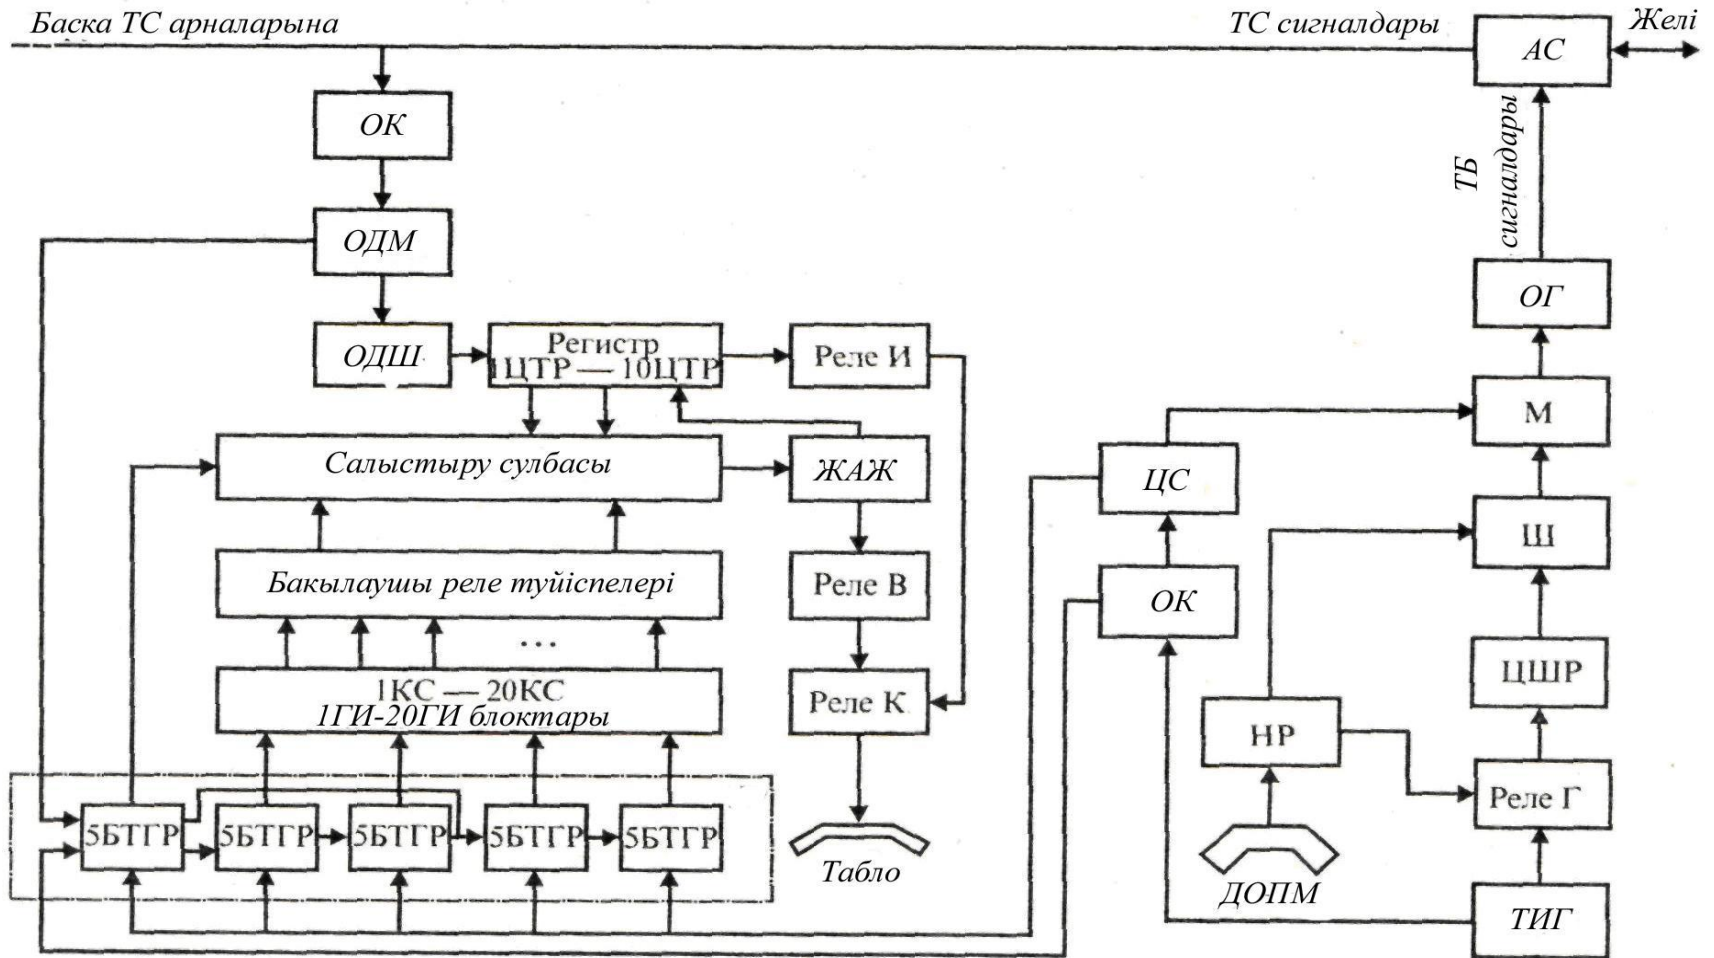 Баска ТС арналарына
ТС сигналдары
Желі
АС
ОК
ТБ
сигналдары
ОДМ
ОГ
ОДШ
Регистр
1ЦТР — 10ЦТР
Реле И
М
Салыстыру сулбасы
ЖАЖ
ЦС
Ш
Бакылаушы реле туйіспелері
Реле В
ОК
ЦШР
1КС — 20КС
1ГИ-20ГИ блоктары
Реле К
НР
Реле Г
5БТГР
5БТГР
5БТГР
5БТГР
5БТГР
...
Табло
ДОПМ
ТИГ